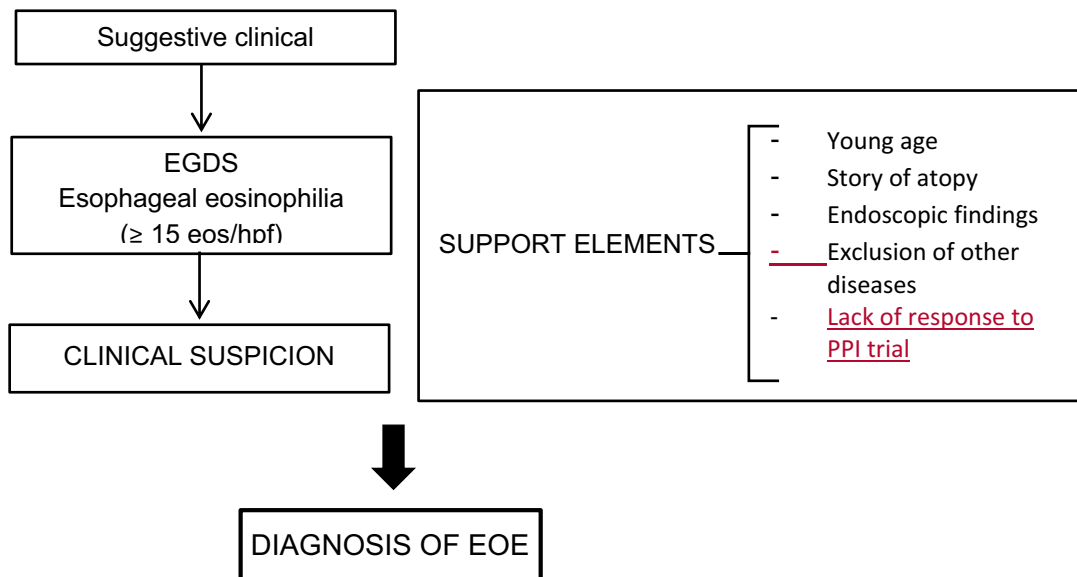 Suggestive clinical
EGDS
Esophageal eosinophilia
(≥ 15 eos/hpf)
CLINICAL SUSPICION
SUPPORT ELEMENTS
- Young age
- Story of atopy
- Endoscopic findings
- Exclusion of other
diseases
- Lack of response to
PPI trial
DIAGNOSIS OF EOE